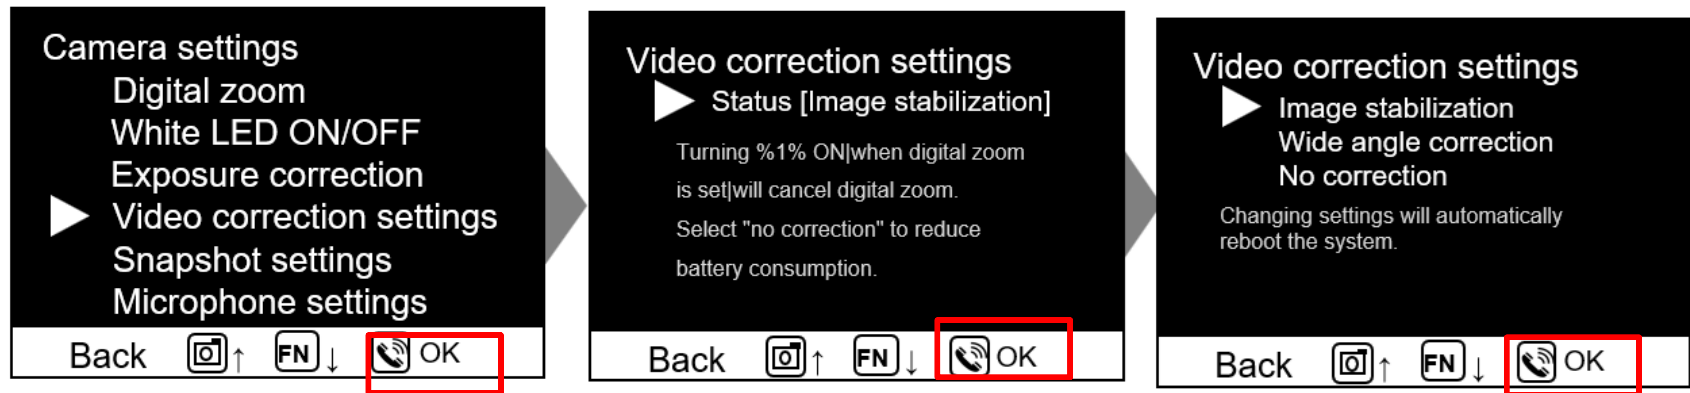 Camera settings
Digital zoom
White LED ON/OFF
Exposure correction
Video correction settings
Snapshot settings
Microphone settings
Back ↑ FN ↓ OK
Video correction settings
Status [Image stabilization]
Turning %1% ON|when digital zoom
is set|will cancel digital zoom.
Select "no correction" to reduce
battery consumption.
Back ↑ FN ↓ OK
Video correction settings
Image stabilization
Wide angle correction
No correction
Changing settings will automatically
reboot the system.
Back ↑ FN ↓ OK